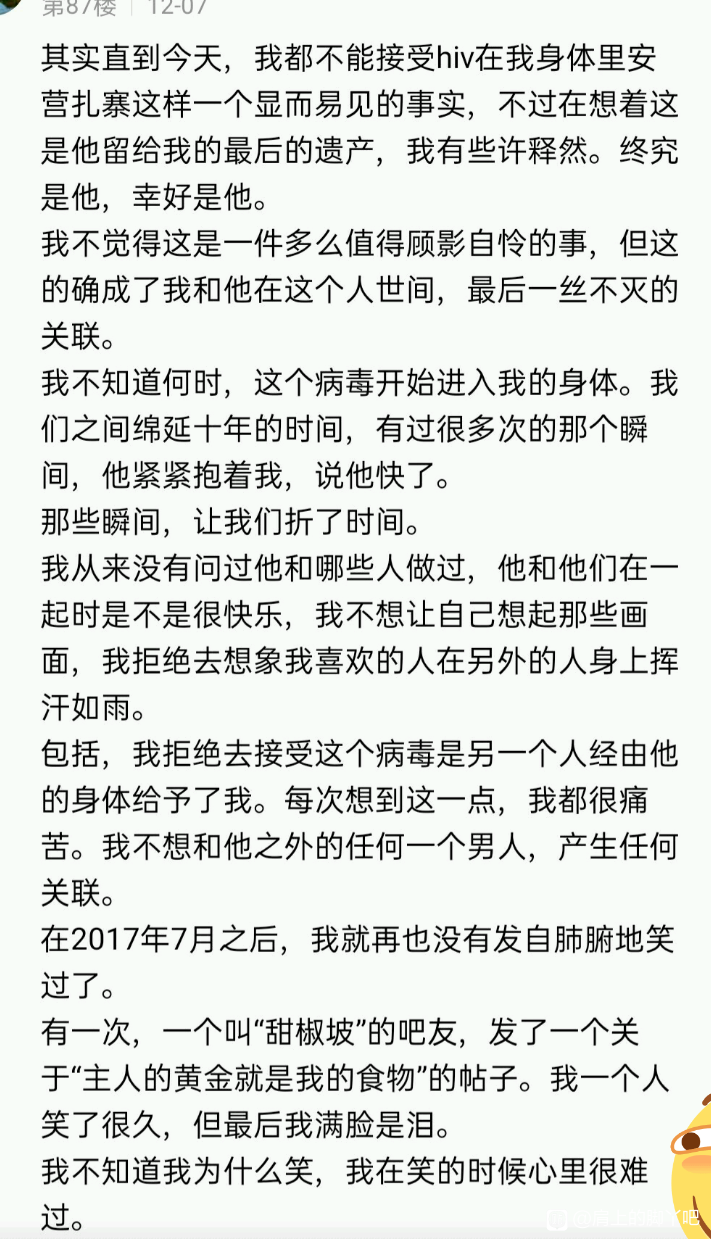 第87楼 12-07
其实直到今天，我都不能接受hiv在我身体里安
营扎寨这样一个显而易见的事实，不过在想着这
是他留给我的最后的遗产，我有些许释然。终究
是他，幸好是他。
我不觉得这是一件多么值得顾影自怜的事，但这
的确成了我和他在这个人世间，最后一丝不灭的
关联。
我不知道何时，这个病毒开始进入我的身体。我
们之间绵延十年的时间，有过很多次的那个瞬
间，他紧紧抱着我，说他快了。
那些瞬间，让我们折了时间。
我从来没有问过他和哪些人做过，他和他们在一
起时是不是很快乐，我不想让自己想起那些画
面，我拒绝去想象我喜欢的人在另外的人身上挥
汗如雨。
包括，我拒绝去接受这个病毒是另一个人经由他
的身体给予了我。每次想到这一点，我都很痛
苦。我不想和他之外的任何一个男人，产生任何
关联。
在2017年7月之后，我就再也没有发自肺腑地笑
过了。
有一次，一个叫“甜椒坡”的吧友，发了一个关
于“主人的黄金就是我的食物”的帖子。我一个人
笑了很久，但最后我满脸是泪。
我不知道我为什么笑，我在笑的时候心里很难
过。